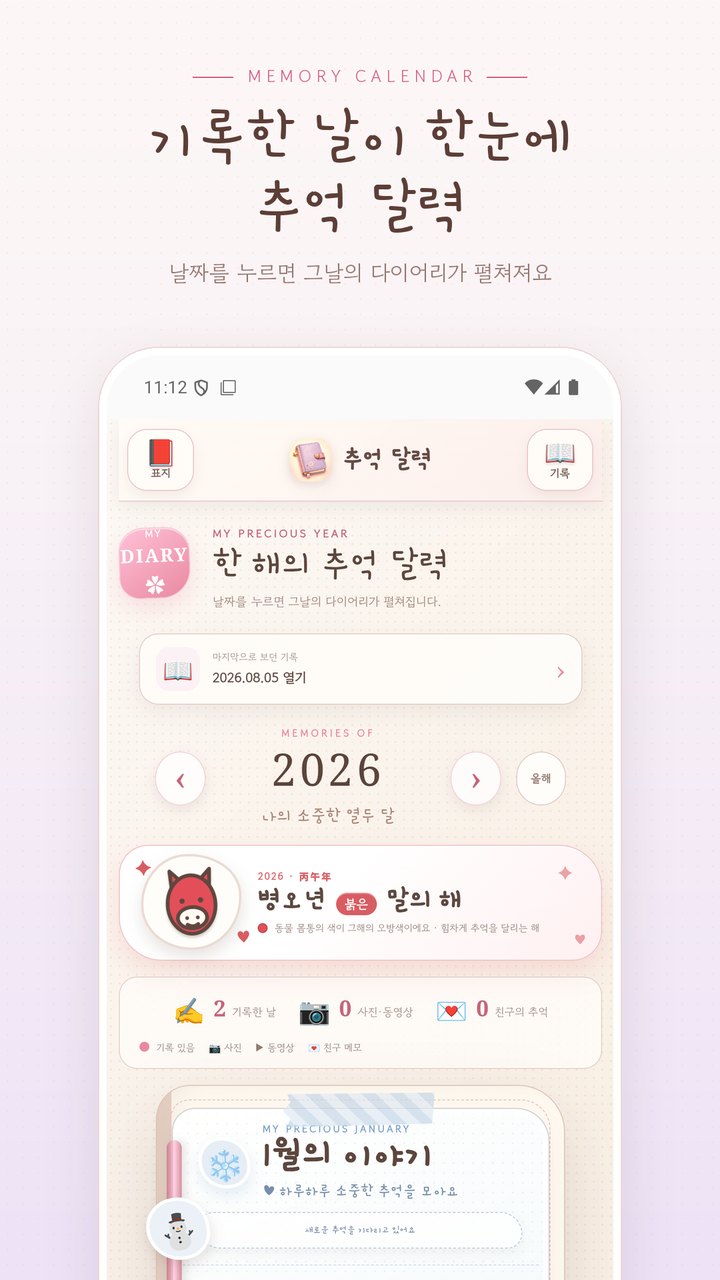 MEMORY CALENDAR
기록한 날이 한눈에
추억 달력
날짜를 누르면 그날의 다이어리가 펼쳐져요
11:12
표지
추억 달력
기록
MY
DIARY
MY PRECIOUS YEAR
한 해의 추억 달력
날짜를 누르면 그날의 다이어리가 펼쳐집니다.
마지막으로 보던 기록
2026.08.05 열기
MEMORIES OF
2026
올해
나의 소중한 열두 달
2026 · 丙午年
병오년 붉은 말의 해
동물 몸통의 색이 그해의 오방색이에요 · 힘차게 추억을 달리는 해
2 기록한 날 0 사진·동영상 0 친구의 추억
기록 있음 사진 동영상 친구 메모
MY PRECIOUS JANUARY
1월의 이야기
하루하루 소중한 추억을 모아요
새로운 추억을 기다리고 있어요